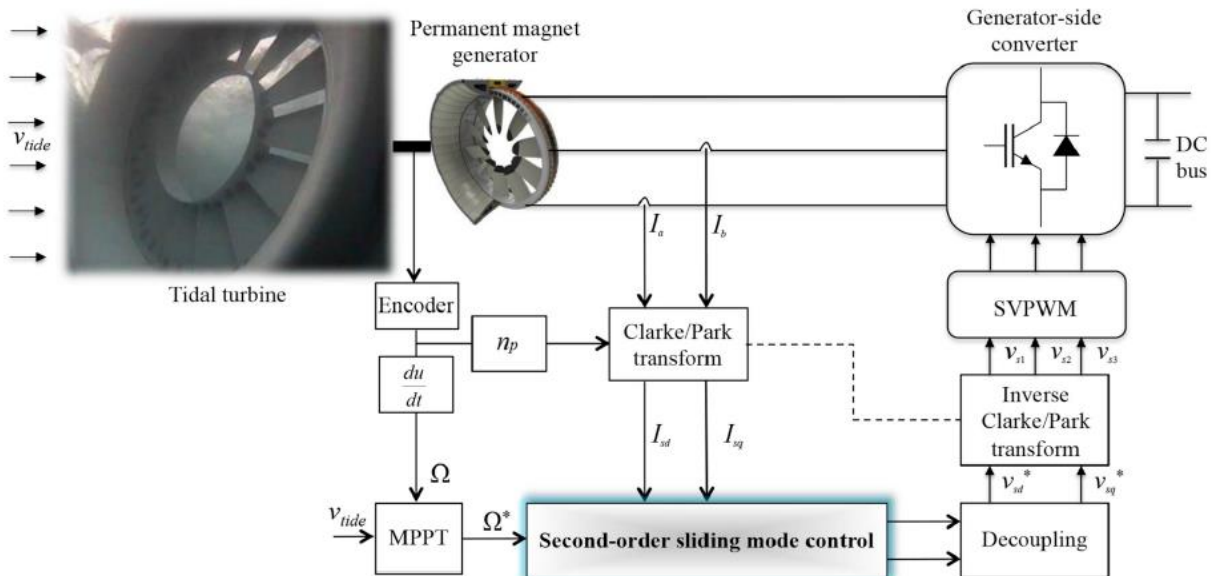 Generator-side
converter
Permanent magnet
generator
v_tide
DC
bus
I_a
I_b
Tidal turbine
Encoder
SVPWM
n_p
Clarke/Park
transform
v_s1
v_s2
v_s3
du
dt
Inverse
Clarke/Park
transform
I_sd
I_sq
Ω
v_sd*
v_sq*
v_tide
MPPT
Ω*
Second-order sliding mode control
Decoupling